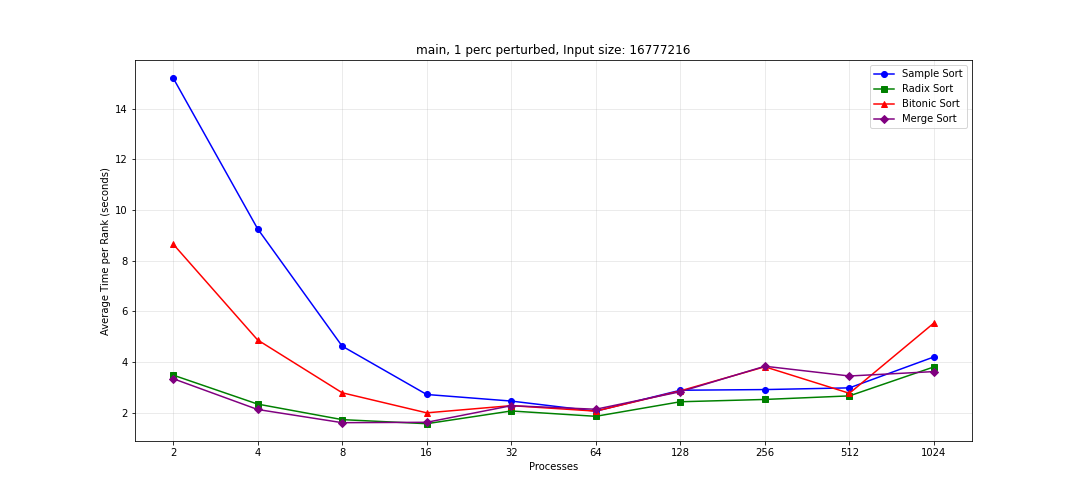 main, 1 perc perturbed, Input size: 16777216
Sample Sort
Radix Sort
Bitonic Sort
Merge Sort
Average Time per Rank (seconds)
14
12
10
8
6
4
2
2 4 8 16 32 64 128 256 512 1024
Processes